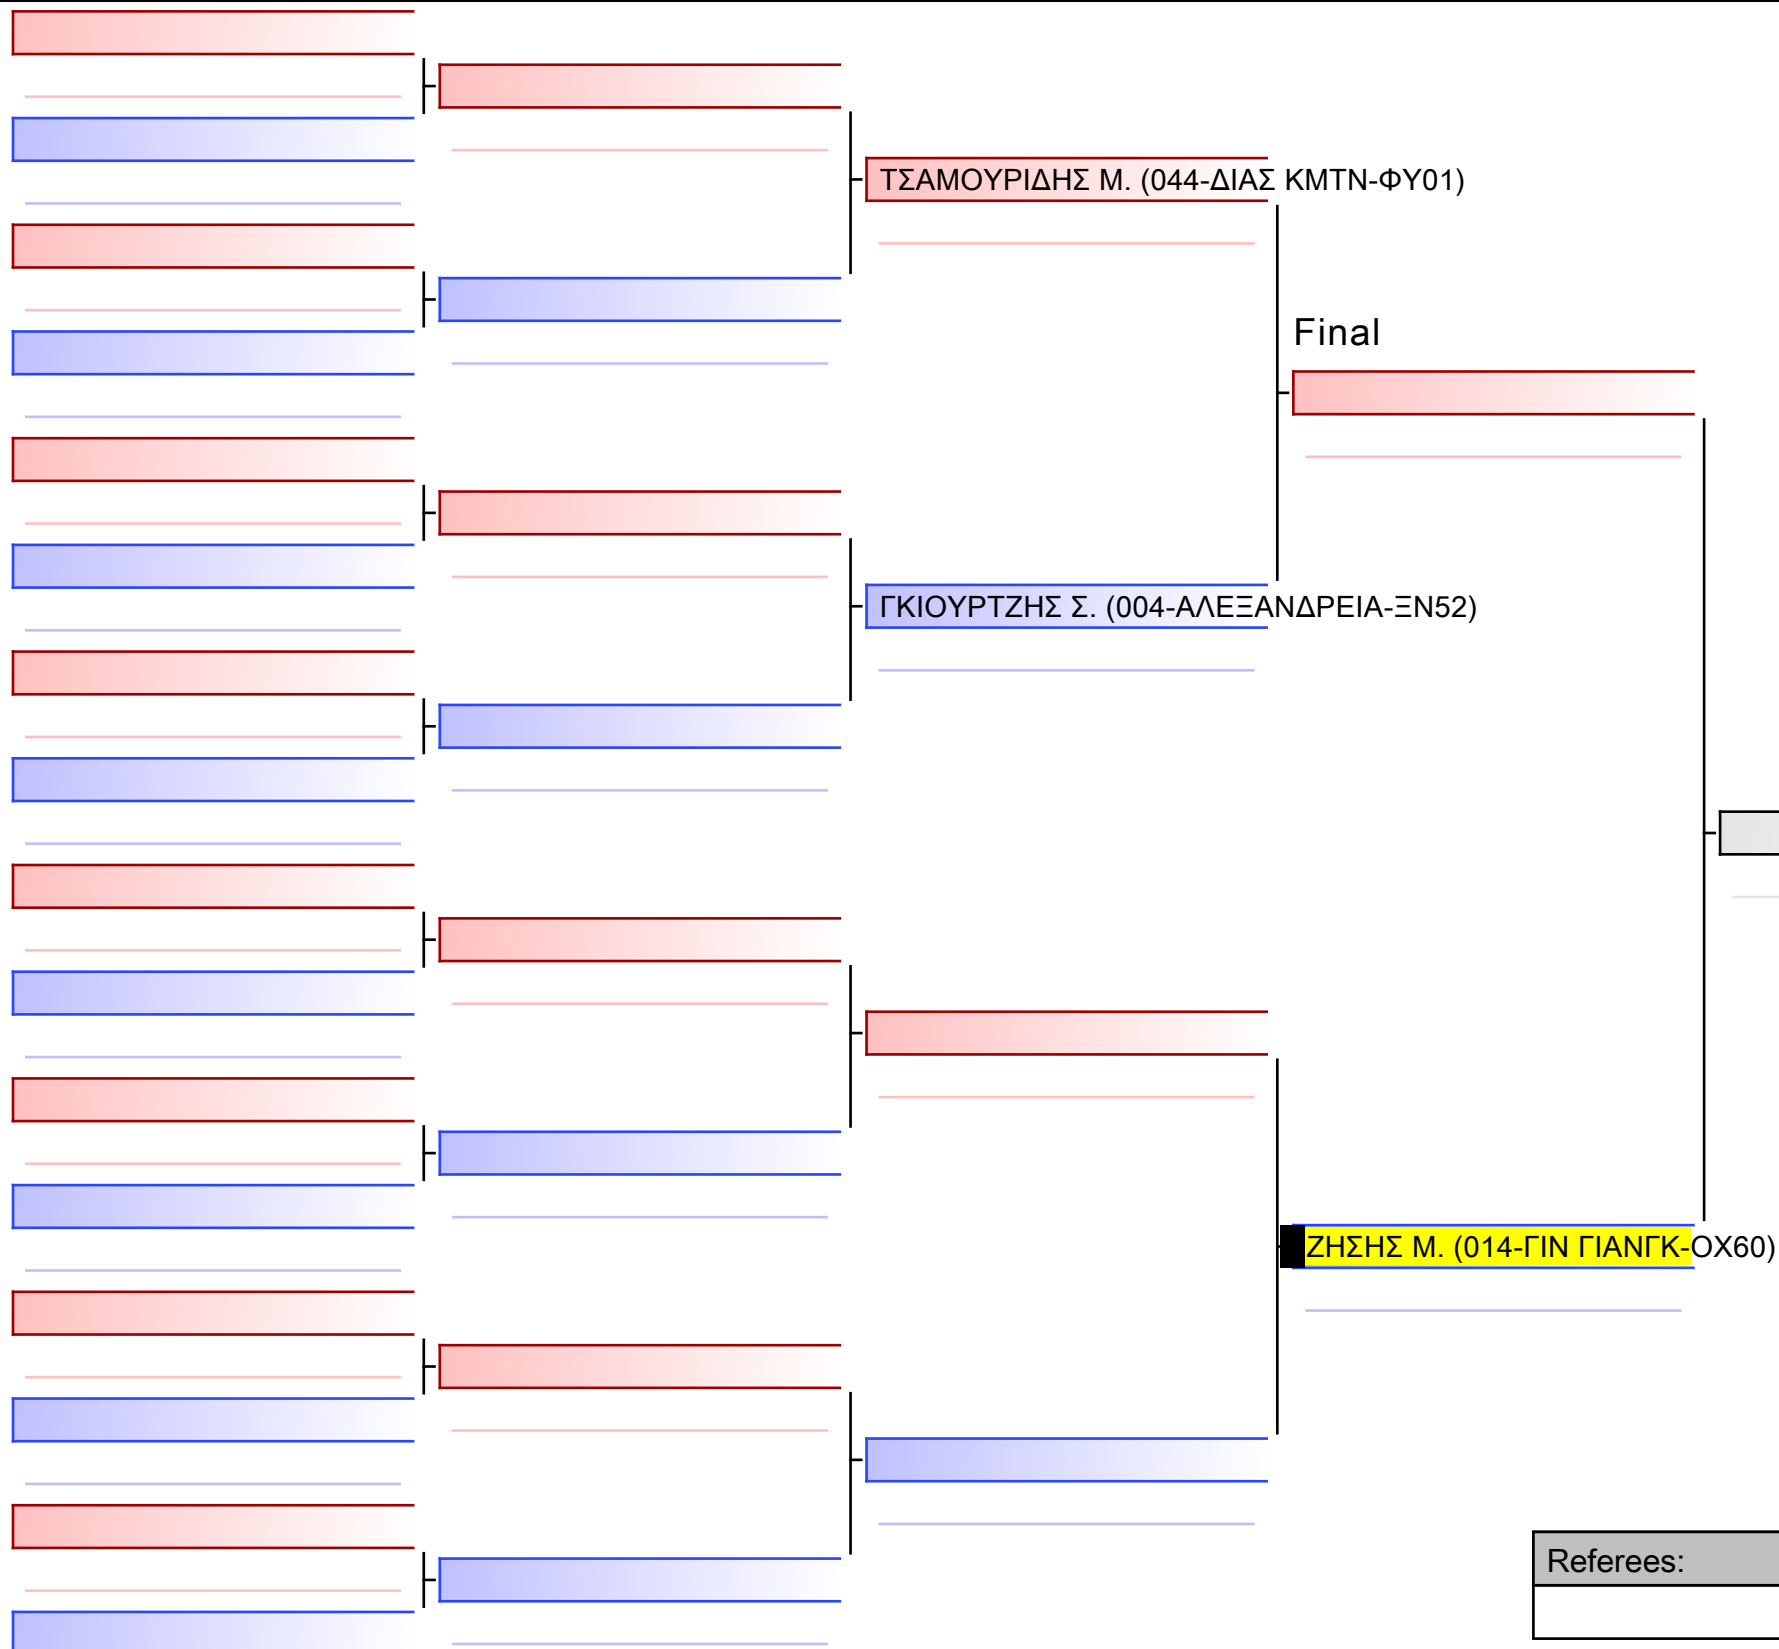 ΤΣΑΜΟΥΡΙΔΗΣ Μ. (044-ΔΙΑΣ ΚΜΤΝ-ΦΥ01)
Final
ΓΚΙΟΥΡΤΖΗΣ Σ. (004-ΑΛΕΞΑΝΔΡΕΙΑ-ΞΝ52)
ΖΗΣΗΣ Μ. (014-ΓΙΝ ΓΙΑΝΓΚ-ΟΧ60)
Referees: